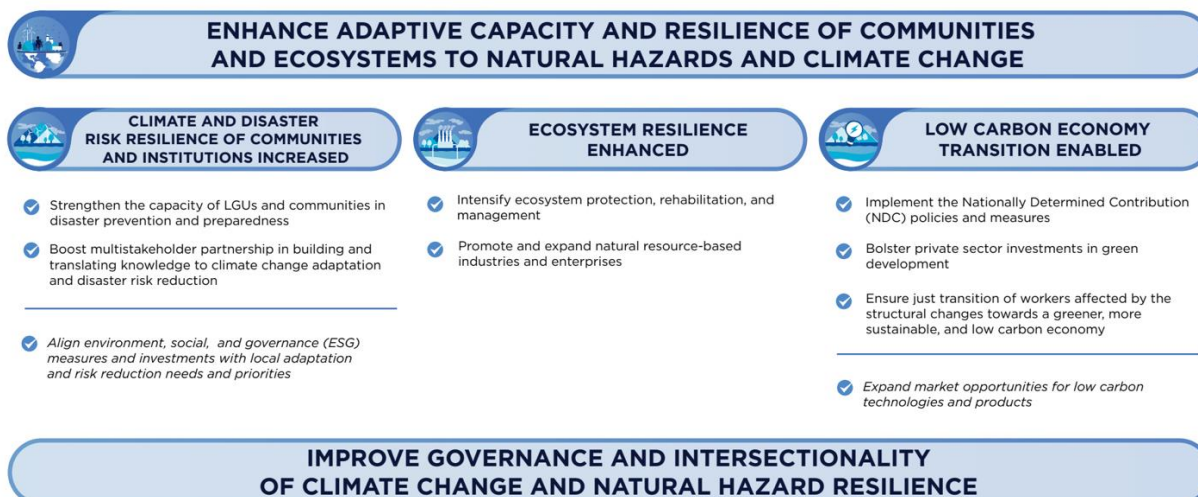 ENHANCE ADAPTIVE CAPACITY AND RESILIENCE OF COMMUNITIES
AND ECOSYSTEMS TO NATURAL HAZARDS AND CLIMATE CHANGE
CLIMATE AND DISASTER
RISK RESILIENCE OF COMMUNITIES
AND INSTITUTIONS INCREASED
Strengthen the capacity of LGUs and communities in
disaster prevention and preparedness
Boost multistakeholder partnership in building and
translating knowledge to climate change adaptation
and disaster risk reduction
Align environment, social, and governance (ESG)
measures and investments with local adaptation
and risk reduction needs and priorities
ECOSYSTEM RESILIENCE
ENHANCED
Intensify ecosystem protection, rehabilitation, and
management
Promote and expand natural resource-based
industries and enterprises
LOW CARBON ECONOMY
TRANSITION ENABLED
Implement the Nationally Determined Contribution
(NDC) policies and measures
Bolster private sector investments in green
development
Ensure just transition of workers affected by the
structural changes towards a greener, more
sustainable, and low carbon economy
Expand market opportunities for low carbon
technologies and products
IMPROVE GOVERNANCE AND INTERSECTIONALITY
OF CLIMATE CHANGE AND NATURAL HAZARD RESILIENCE